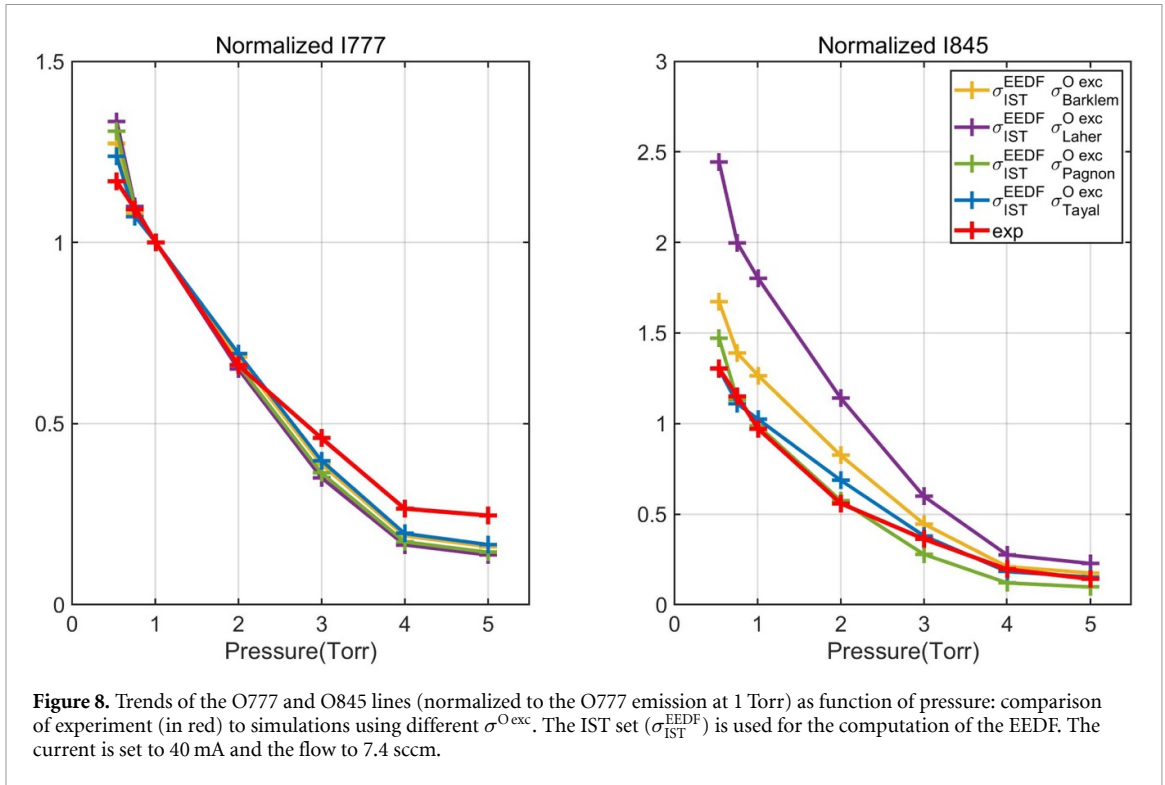 Normalized I777
1.5
1
0.5
0
0 1 2 3 4 5
Pressure(Torr)
Normalized I845
3
2.5
2
1.5
1
0.5
0
0 1 2 3 4 5
Pressure(Torr)
σ_IST^EEDF σ_Barklem^O exc
σ_IST^EEDF σ_Laher^O exc
σ_IST^EEDF σ_Pagnon^O exc
σ_IST^EEDF σ_Tayal^O exc
exp
Figure 8. Trends of the O777 and O845 lines (normalized to the O777 emission at 1 Torr) as function of pressure: comparison
of experiment (in red) to simulations using different σ^O exc. The IST set (σ_IST^EEDF) is used for the computation of the EEDF. The
current is set to 40 mA and the flow to 7.4 sccm.